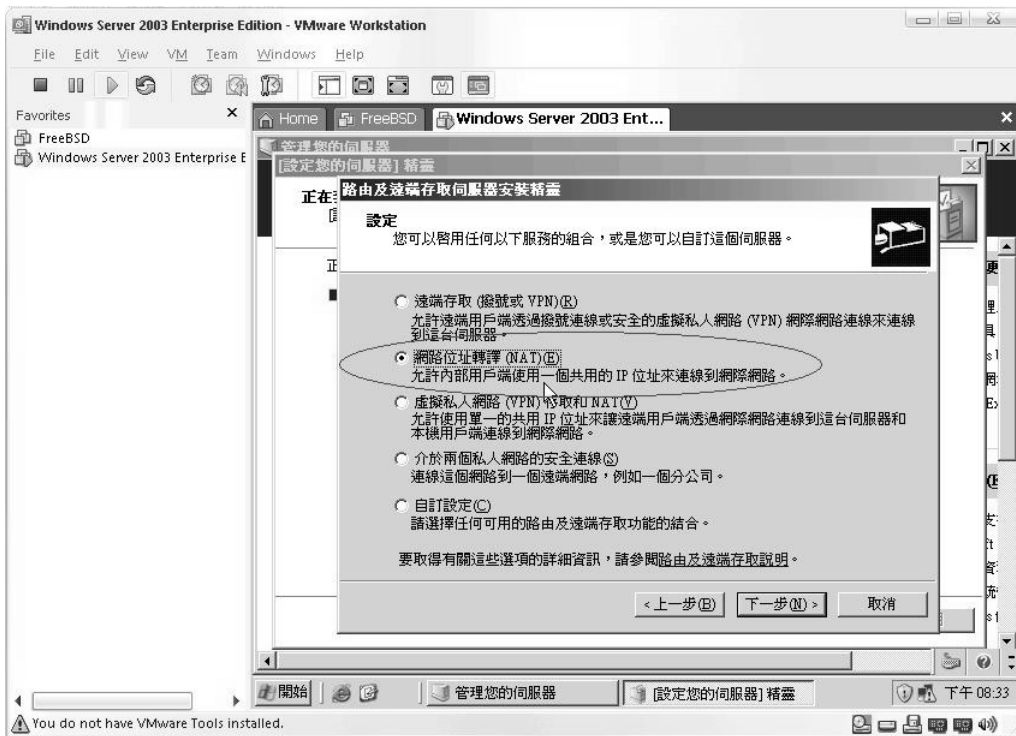 Windows Server 2003 Enterprise Edition - VMware Workstation
File Edit View VM Team Windows Help
Favorites
FreeBSD
Windows Server 2003 Enterprise E
Home FreeBSD Windows Server 2003 Ent...
管理您的伺服器
[設定您的伺服器] 精靈
正在
路由及遠端存取伺服器安裝精靈
設定
您可以啟用任何以下服務的組合，或是您可以自訂這個伺服器。
遠端存取 (撥號或 VPN)(R)
允許遠端用戶端透過撥號連線或安全的虛擬私人網路 (VPN) 網際網路連線來連線
到這台伺服器。
網路位址轉譯 (NAT)(E)
允許內部用戶端使用一個共用的 IP 位址來連線到網際網路。
虛擬私人網路 (VPN) 存取和 NAT(V)
允許使用單一的共用 IP 位址來讓遠端用戶端透過網際網路連線到這台伺服器和
本機用戶端連線到網際網路。
介於兩個私人網路的安全連線(S)
連線這個網路到一個遠端網路，例如一個分公司。
自訂設定(C)
請選擇任何可用的路由及遠端存取功能的結合。
要取得有關這些選項的詳細資訊，請參閱路由及遠端存取說明。
<上一步(B) 下一步(N)> 取消
開始 管理您的伺服器 [設定您的伺服器] 精靈 下午 08:33
You do not have VMware Tools installed.